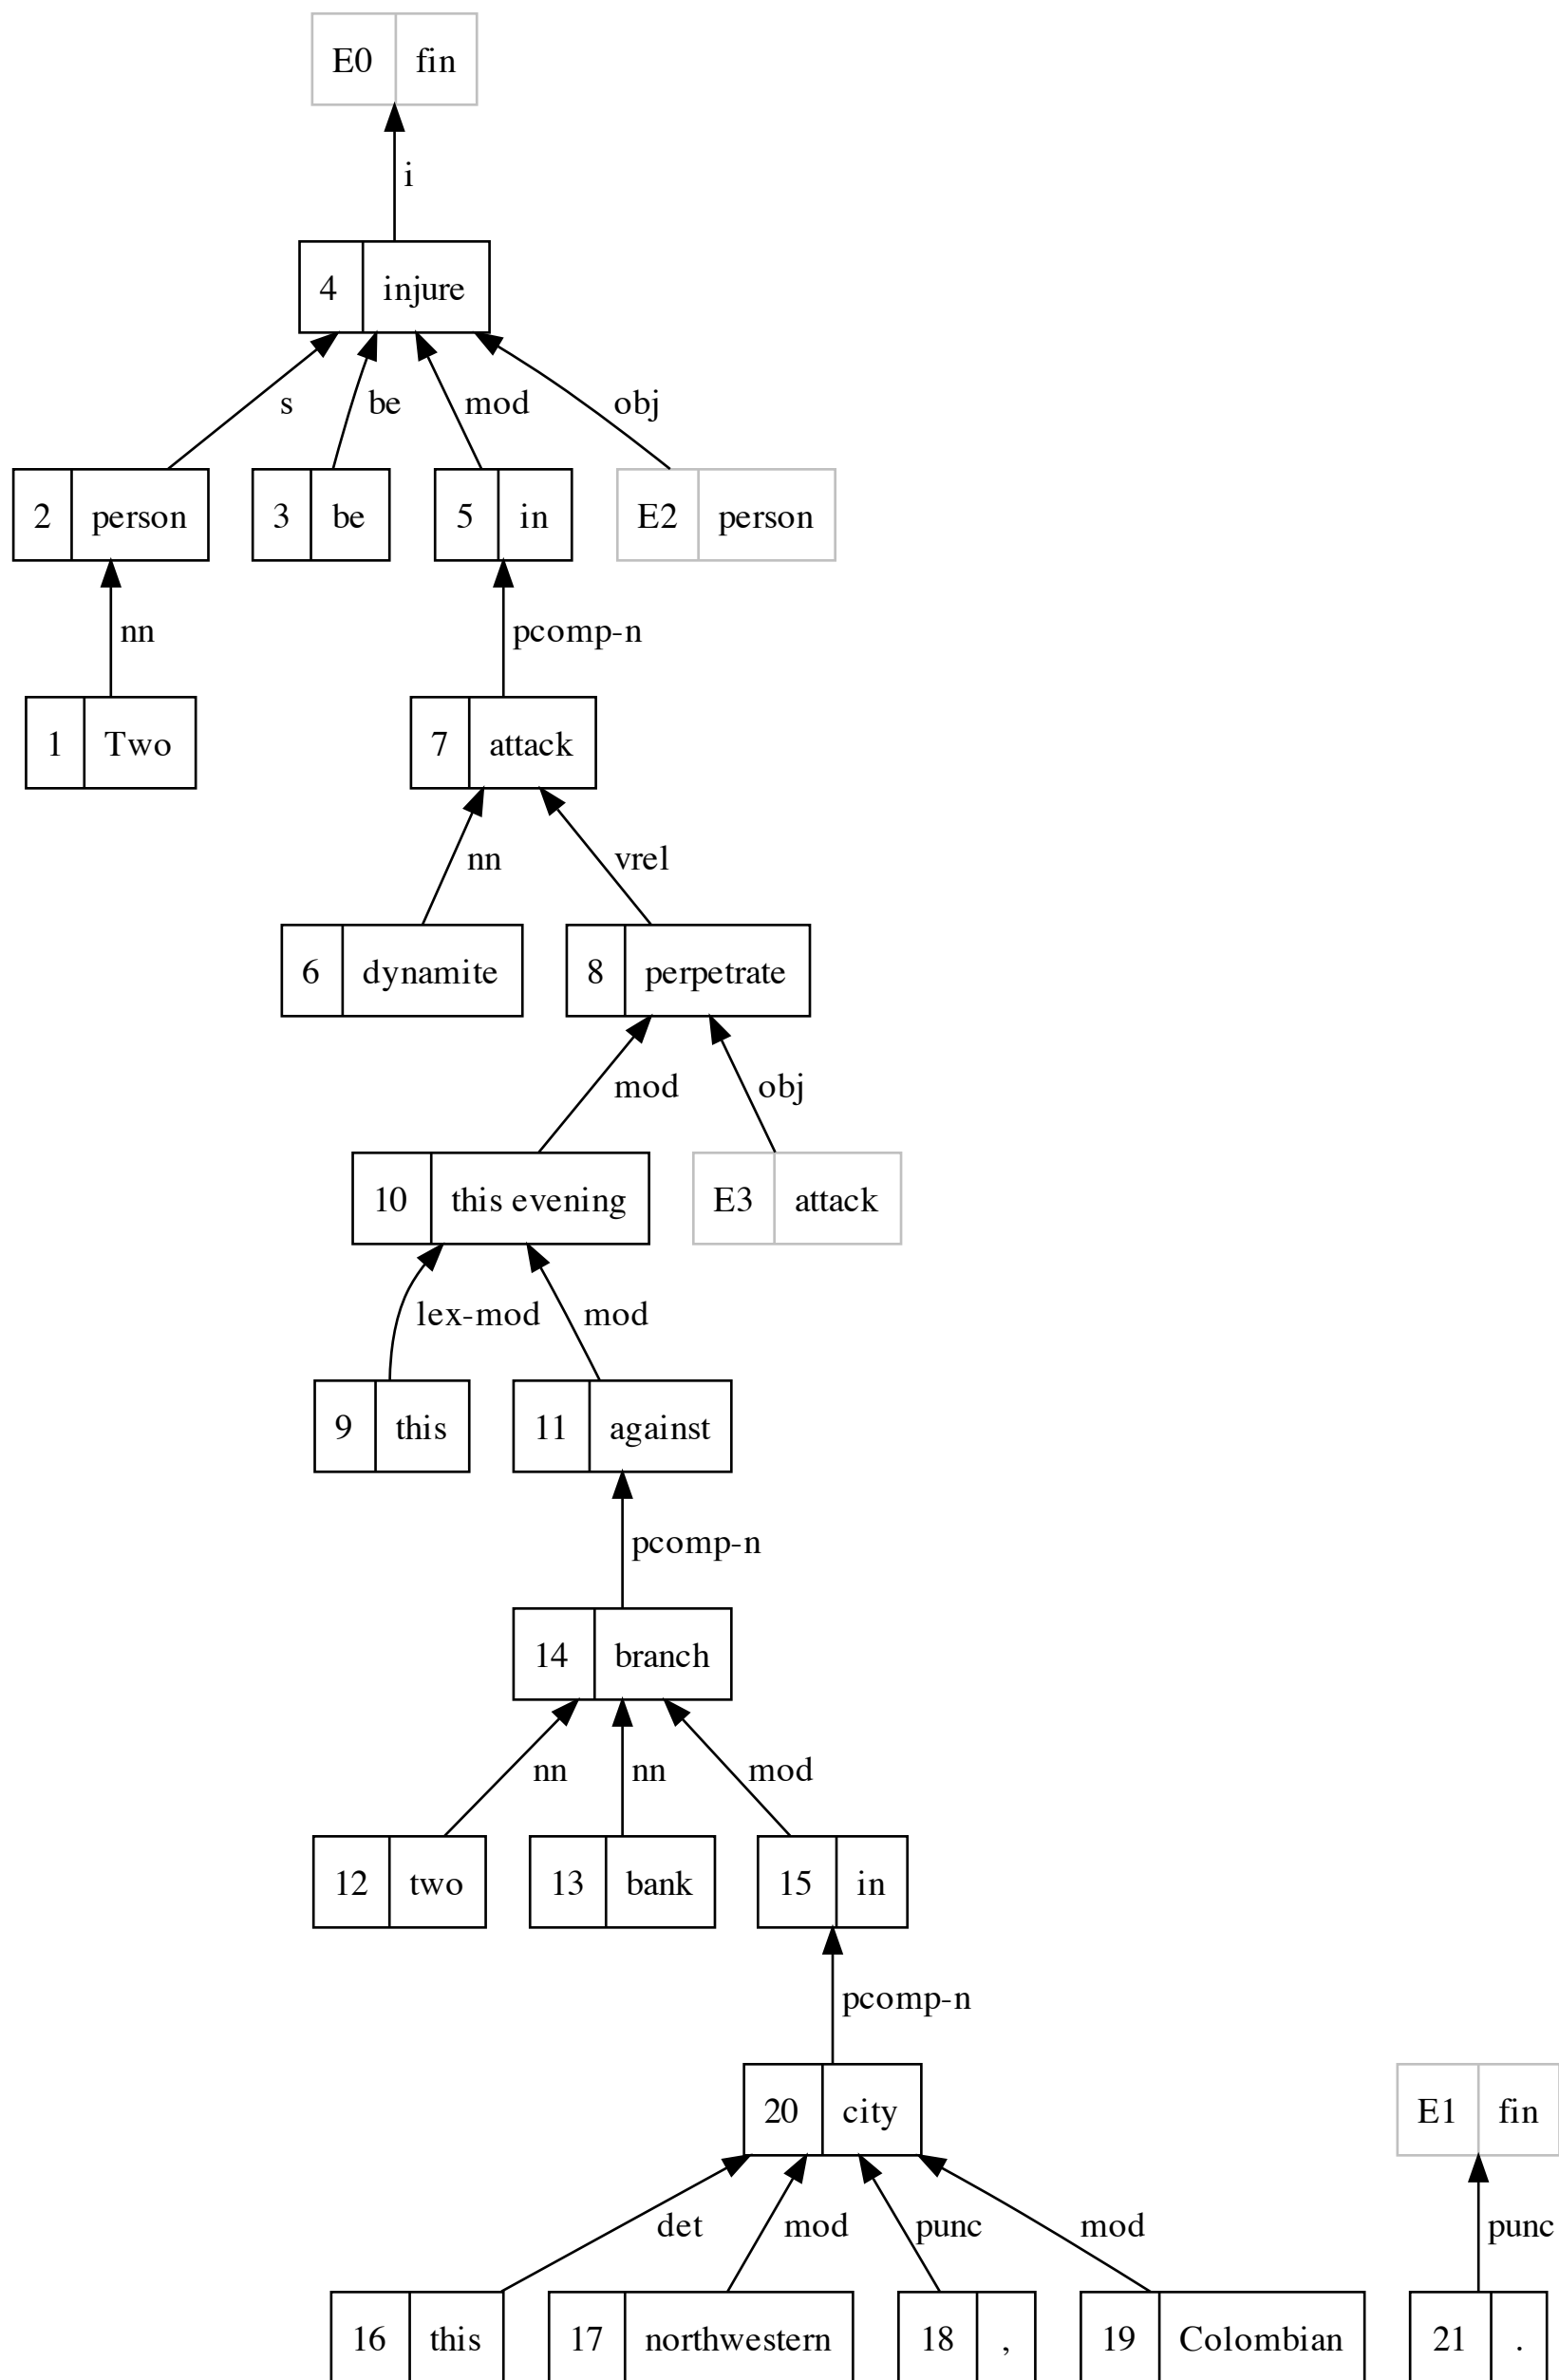 E0 fin
i
4 injure
s be mod obj
2 person 3 be 5 in E2 person
nn pcomp-n
1 Two 7 attack
nn vrel
6 dynamite 8 perpetrate
mod obj
10 this evening E3 attack
lex-mod mod
9 this 11 against
pcomp-n
14 branch
nn nn mod
12 two 13 bank 15 in
pcomp-n
20 city E1 fin
det mod punc mod punc
16 this 17 northwestern 18 , 19 Colombian 21 .